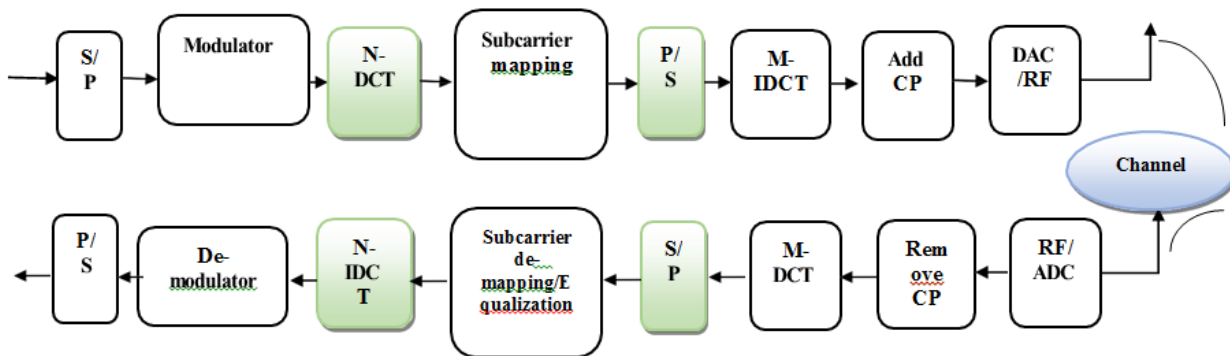 S/
P
Modulator
N-
DCT
Subcarrier
mapping
P/
S
M-
IDCT
Add
CP
DAC
/RF
Channel
P/
S
De-
modulator
N-
IDC
T
Subcarrier
de-
mapping/E
qualization
S/
P
M-
DCT
Rem
ove
CP
RF/
ADC